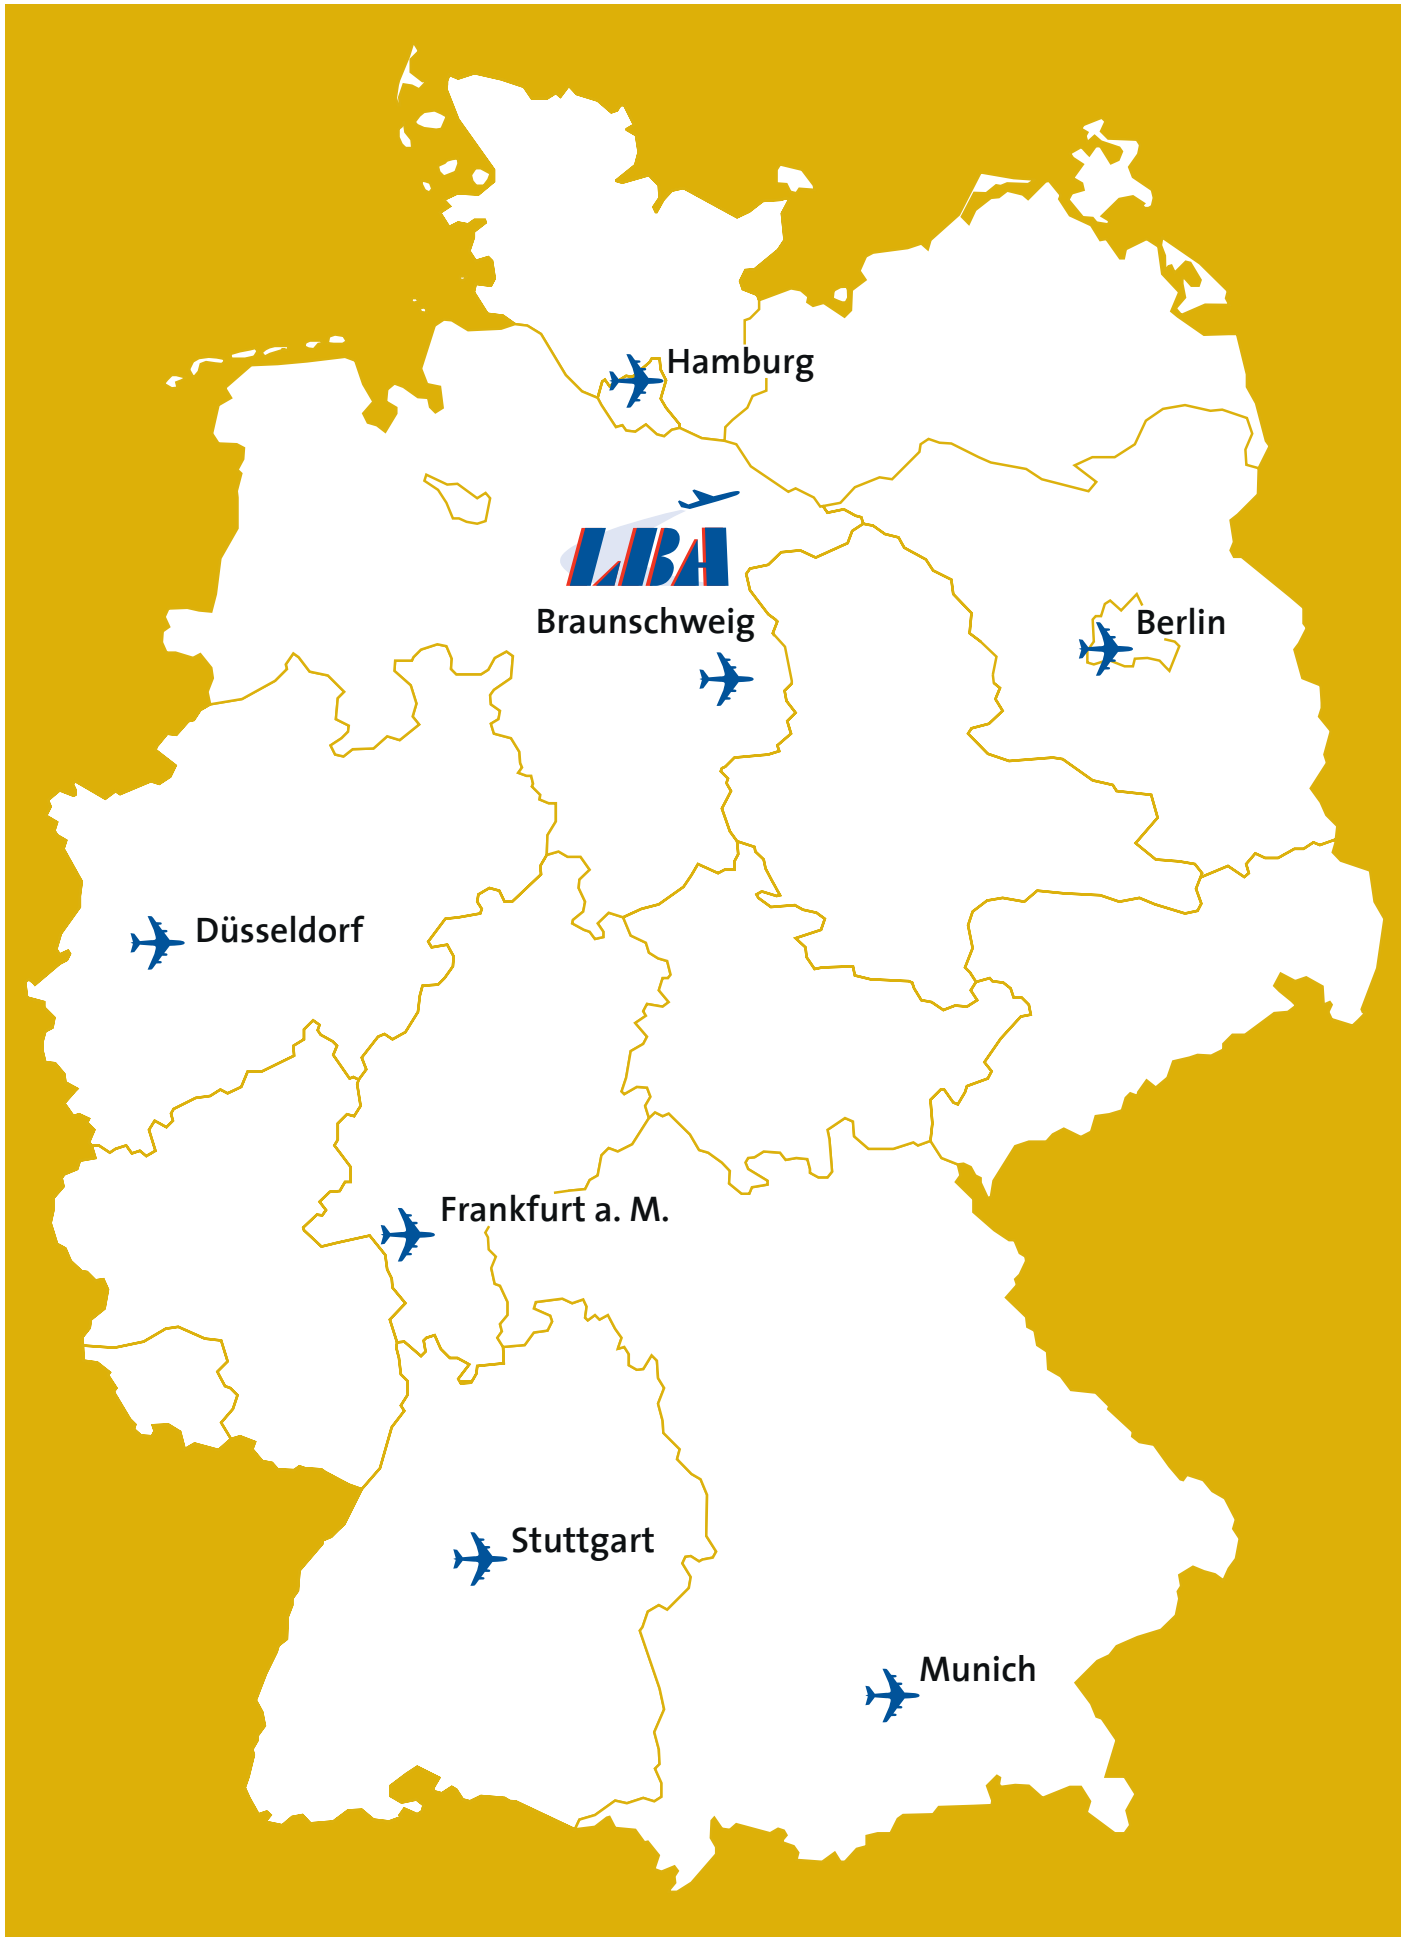 Hamburg
LBA
Braunschweig
Berlin
Düsseldorf
Frankfurt a. M.
Stuttgart
Munich